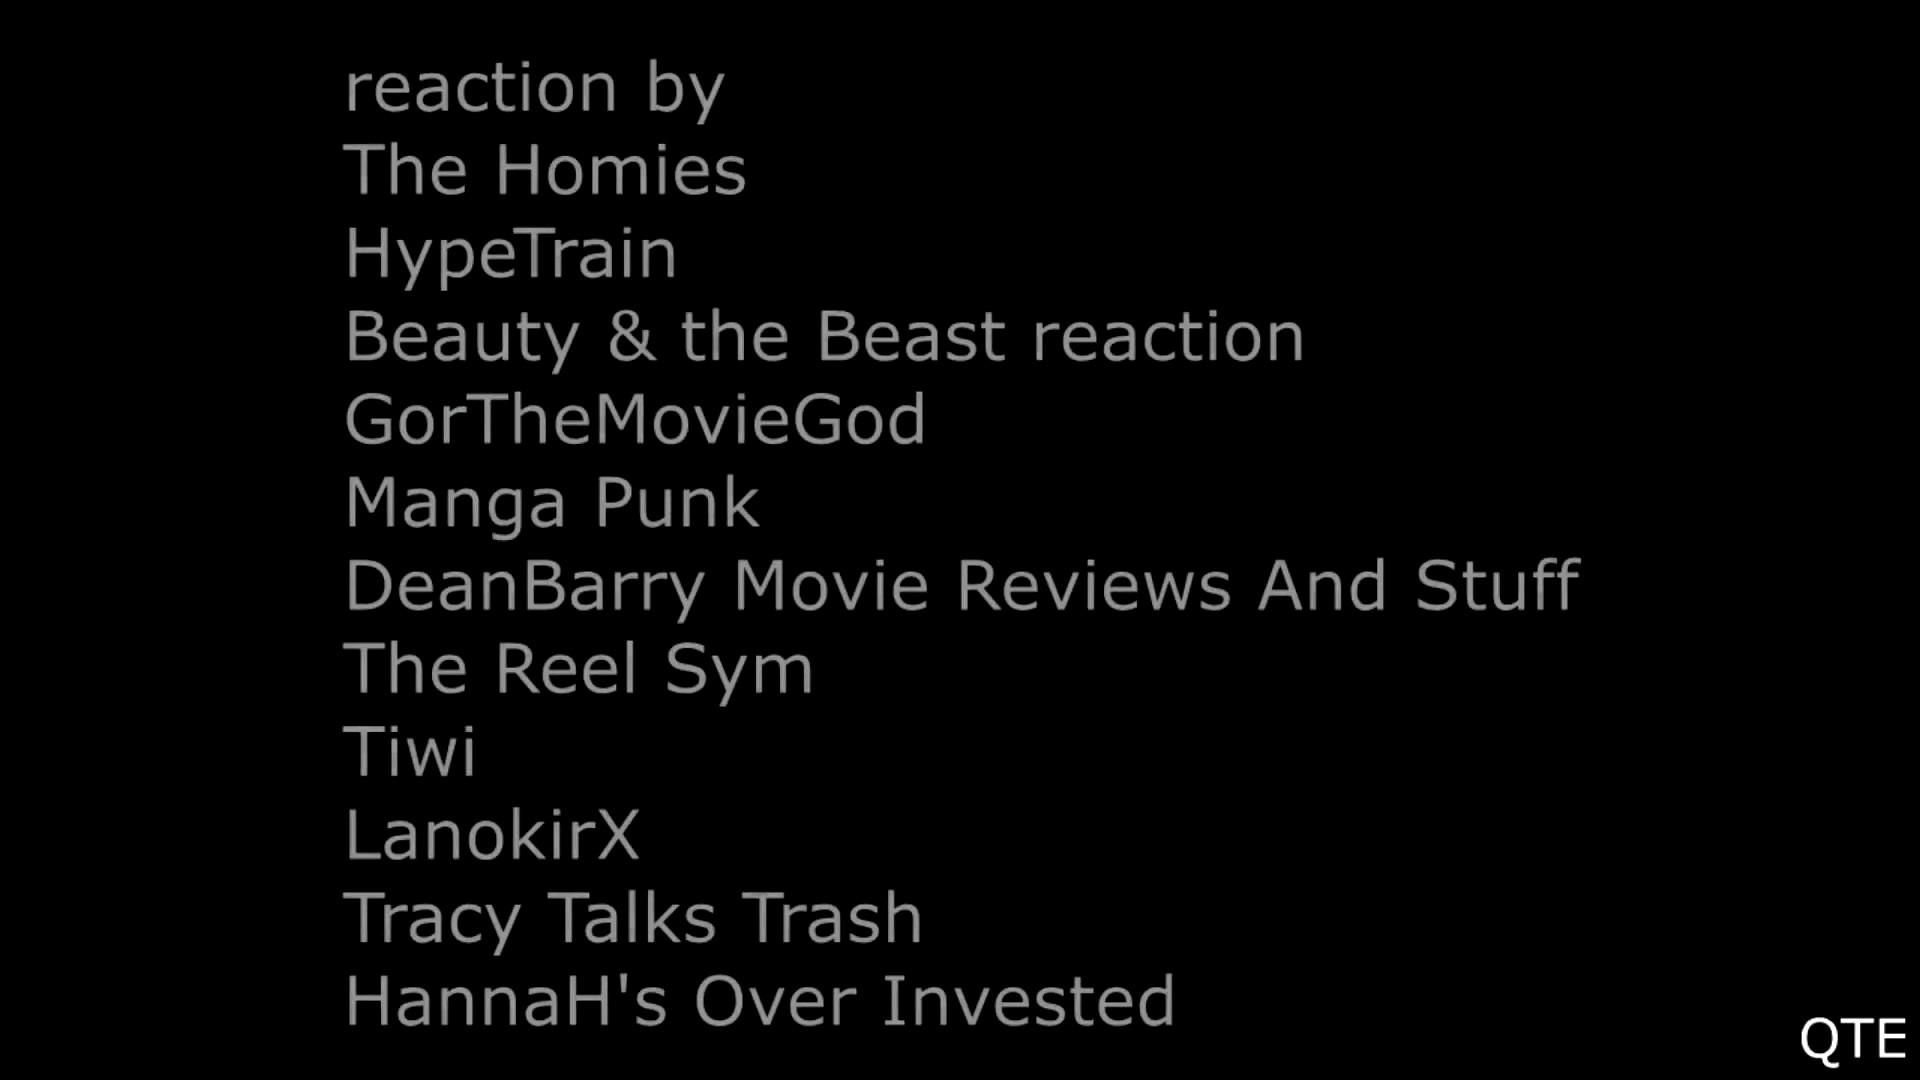 reaction by
The Homies
HypeTrain
Beauty & the Beast reaction
GorTheMovieGod
Manga Punk
DeanBarry Movie Reviews And Stuff
The Reel Sym
Tiwi
LanokirX
Tracy Talks Trash
HannaH's Over Invested
QTE